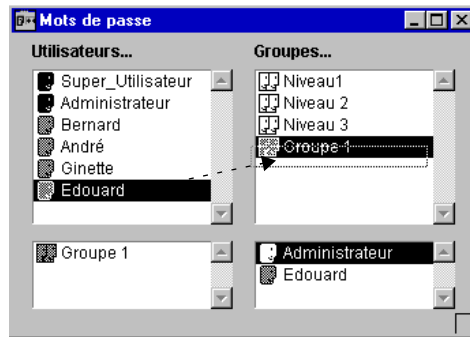 Mots de passe
Utilisateurs...
Super_Utilisateur
Administrateur
Bernard
André
Ginette
Edouard
Groupes...
Niveau1
Niveau 2
Niveau 3
Groupe 1
Groupe 1
Administrateur
Edouard